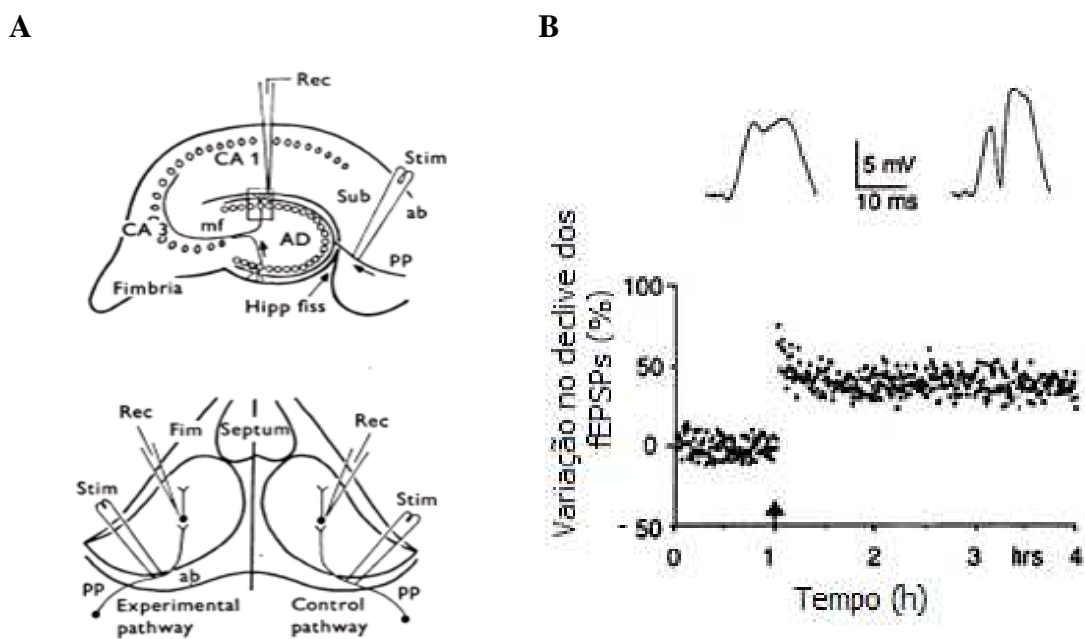 A
B
Rec
CA 1
Stim
Sub
ab
CA 3
mf
AD
PP
Fimbria
Hipp fiss
Rec
Fim
Septum
Rec
Stim
Stim
PP
ab
PP
Experimental
pathway
Control
pathway
5 mV
10 ms
Variação no declive dos
fEPSPs (%)
100
50
0
- 50
0
1
2
3
hrs
4
Tempo (h)